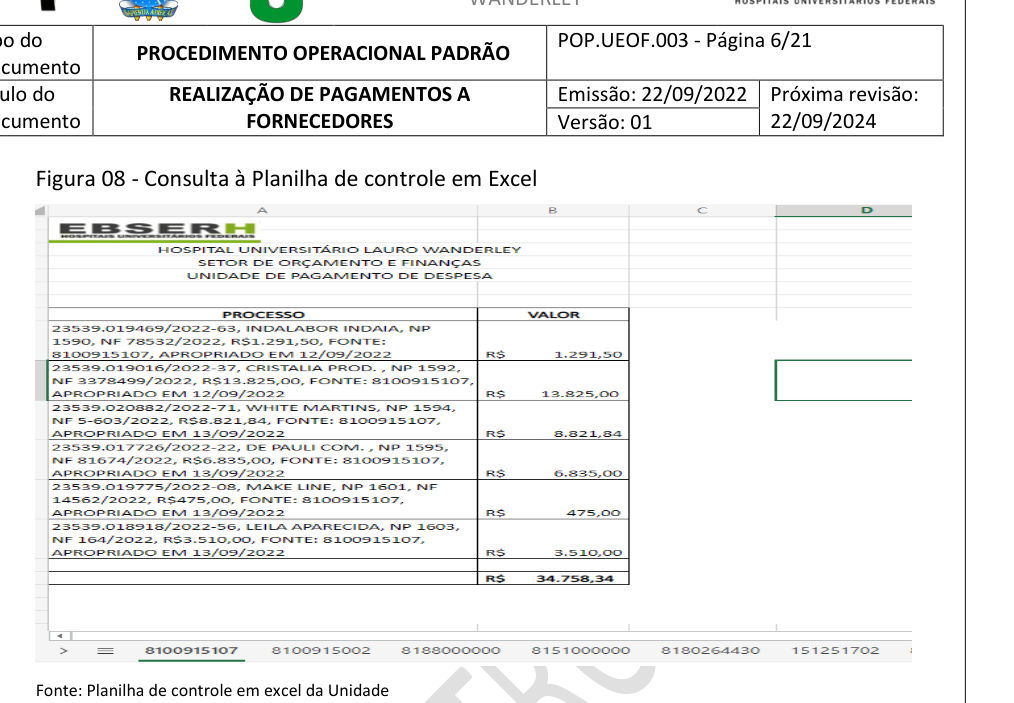 WANDERLEY
HOSPITAIS UNIVERSITÁRIOS FEDERAIS
po do
cumento
PROCEDIMENTO OPERACIONAL PADRÃO
POP.UEOF.003 - Página 6/21
ulo do
cumento
REALIZAÇÃO DE PAGAMENTOS A
FORNECEDORES
Emissão: 22/09/2022
Versão: 01
Próxima revisão:
22/09/2024
Figura 08 - Consulta à Planilha de controle em Excel
A B C D
EBSERH
HOSPITAIS UNIVERSITÁRIOS FEDERAIS
HOSPITAL UNIVERSITÁRIO LAURO WANDERLEY
SETOR DE ORÇAMENTO E FINANÇAS
UNIDADE DE PAGAMENTO DE DESPESA
PROCESSO VALOR
23539.019469/2022-63, INDALABOR INDAIA, NP
1590, NF 78532/2022, R$1.291,50, FONTE:
8100915107, APROPRIADO EM 12/09/2022 R$ 1.291,50
23539.019016/2022-37, CRISTALIA PROD. , NP 1592,
NF 3378499/2022, R$13.825,00, FONTE: 8100915107,
APROPRIADO EM 12/09/2022 R$ 13.825,00
23539.020882/2022-71, WHITE MARTINS, NP 1594,
NF 5-603/2022, R$8.821,84, FONTE: 8100915107,
APROPRIADO EM 13/09/2022 R$ 8.821,84
23539.017726/2022-22, DE PAULI COM. , NP 1595,
NF 81674/2022, R$6.835,00, FONTE: 8100915107,
APROPRIADO EM 13/09/2022 R$ 6.835,00
23539.019775/2022-08, MAKE LINE, NP 1601, NF
14562/2022, R$475,00, FONTE: 8100915107,
APROPRIADO EM 13/09/2022 R$ 475,00
23539.018918/2022-56, LEILA APARECIDA, NP 1603,
NF 164/2022, R$3.510,00, FONTE: 8100915107,
APROPRIADO EM 13/09/2022 R$ 3.510,00
R$ 34.758,34
8100915107 8100915002 8188000000 8151000000 8180264430 151251702
Fonte: Planilha de controle em excel da Unidade